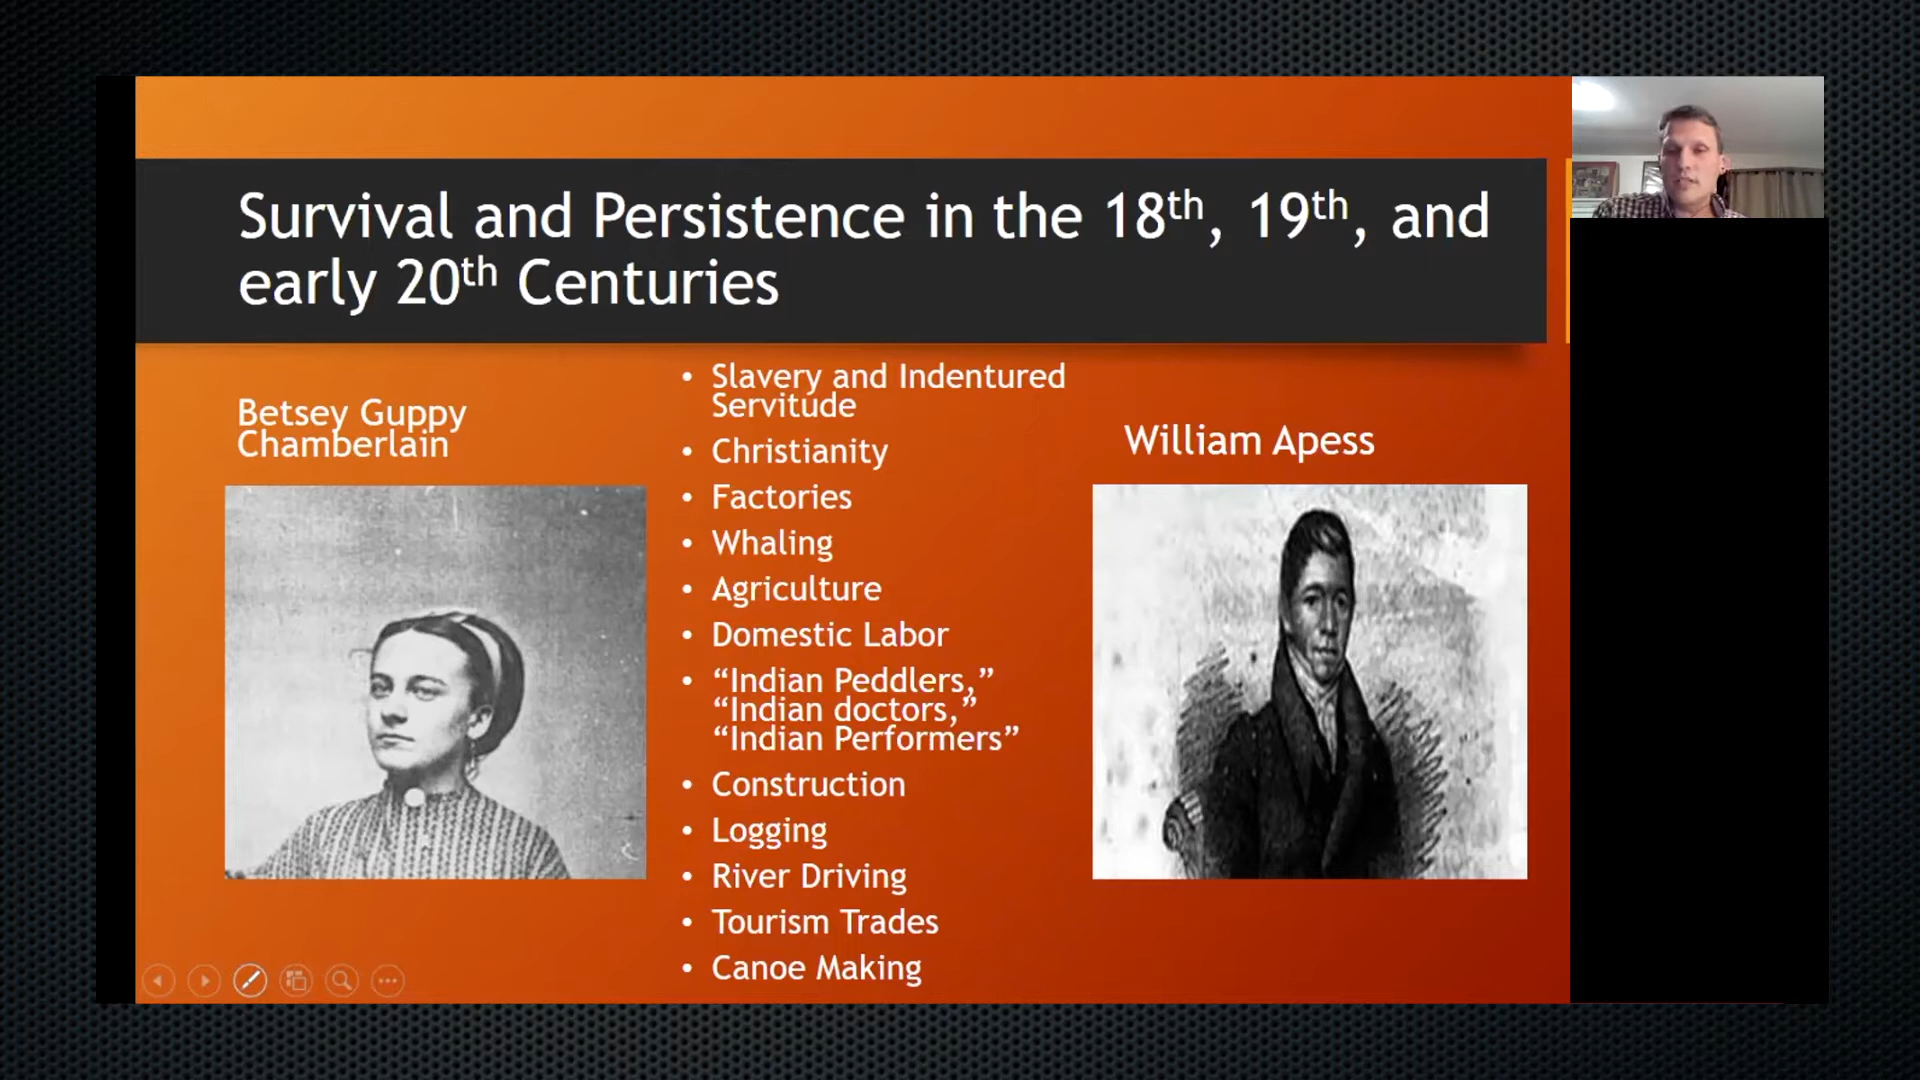 Survival and Persistence in the 18th, 19th, and
early 20th Centuries
Betsey Guppy
Chamberlain
• Slavery and Indentured
Servitude
• Christianity
• Factories
• Whaling
• Agriculture
• Domestic Labor
• “Indian Peddlers,”
“Indian doctors,”
“Indian Performers”
• Construction
• Logging
• River Driving
• Tourism Trades
• Canoe Making
William Apess